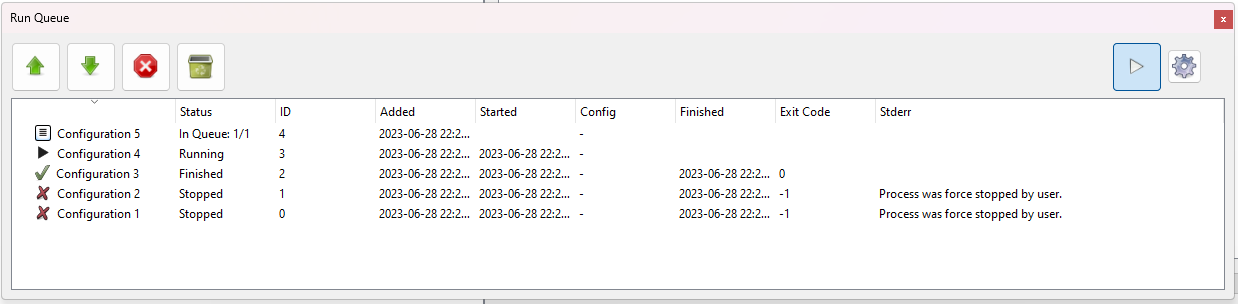 Run Queue
Status ID Added Started Config Finished Exit Code Stderr
Configuration 5 In Queue: 1/1 4 2023-06-28 22:2... -
Configuration 4 Running 3 2023-06-28 22:2... 2023-06-28 22:2... -
Configuration 3 Finished 2 2023-06-28 22:2... 2023-06-28 22:2... - 2023-06-28 22:2... 0
Configuration 2 Stopped 1 2023-06-28 22:2... 2023-06-28 22:2... - 2023-06-28 22:2... -1 Process was force stopped by user.
Configuration 1 Stopped 0 2023-06-28 22:2... 2023-06-28 22:2... - 2023-06-28 22:2... -1 Process was force stopped by user.